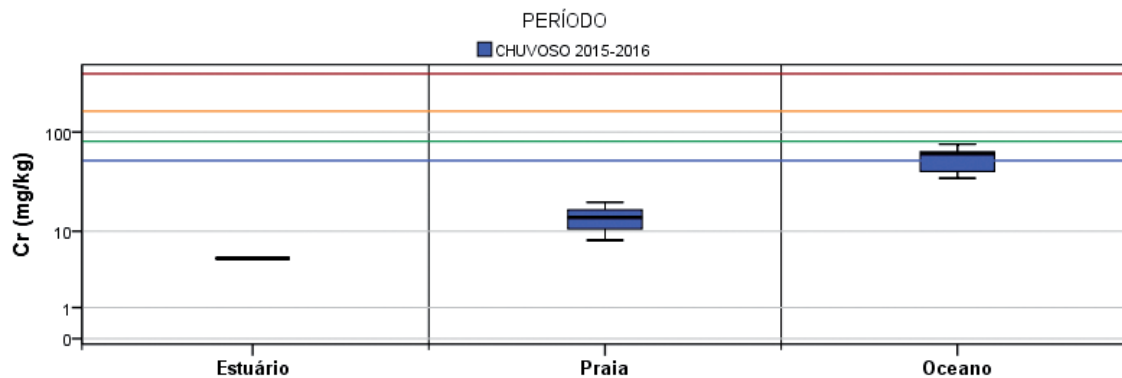 PERÍODO
CHUVOSO 2015-2016
Cr (mg/kg)
100
10
1
0
Estuário Praia Oceano